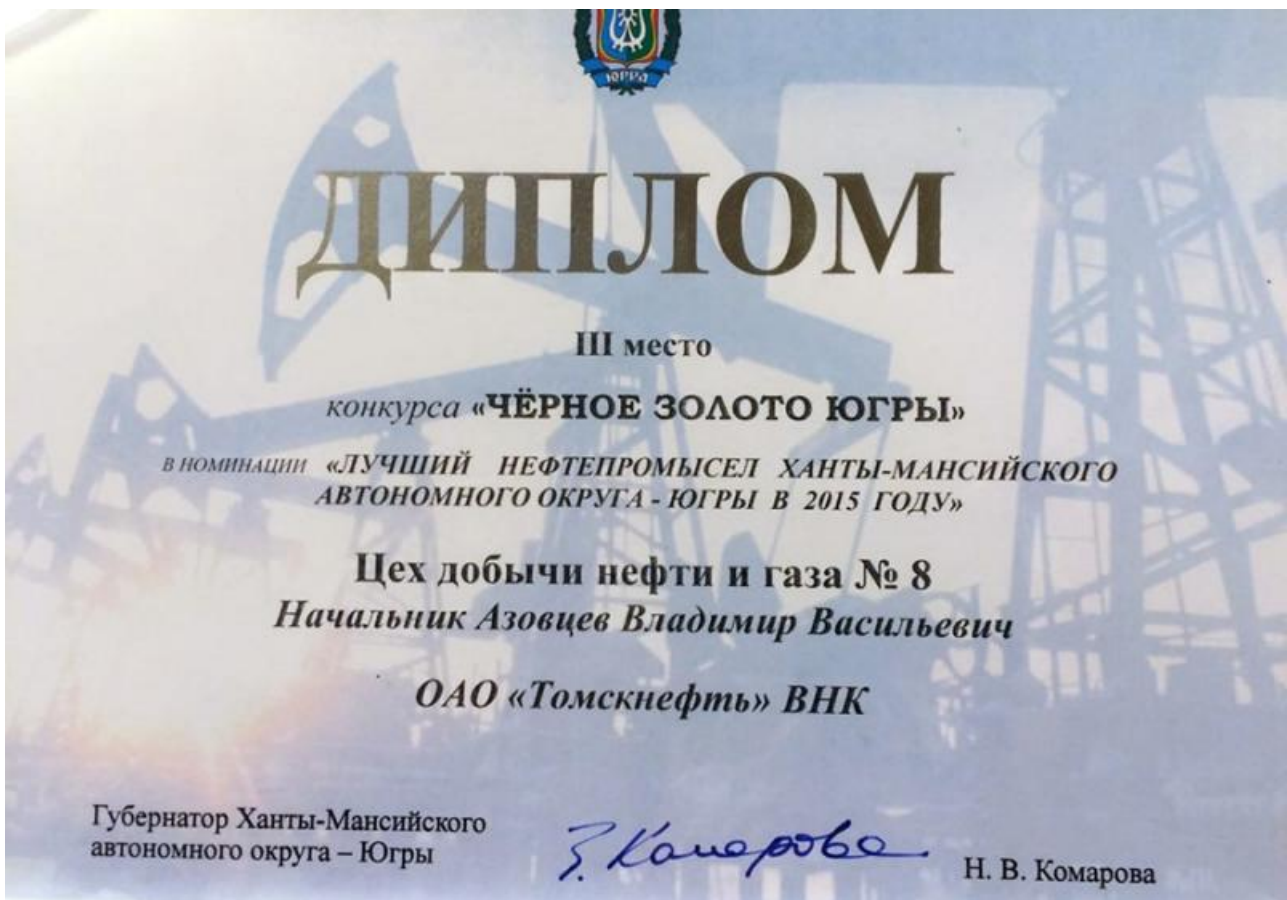 ЮГРА
ДИПЛОМ
III место
конкурса «ЧЁРНОЕ ЗОЛОТО ЮГРЫ»
В НОМИНАЦИИ «ЛУЧШИЙ НЕФТЕПРОМЫСЕЛ ХАНТЫ-МАНСИЙСКОГО
АВТОНОМНОГО ОКРУГА - ЮГРЫ В 2015 ГОДУ»
Цех добычи нефти и газа № 8
Начальник Азовцев Владимир Васильевич
ОАО «Томскнефть» ВНК
Губернатор Ханты-Мансийского
автономного округа – Югры
Комарова
Н. В. Комарова